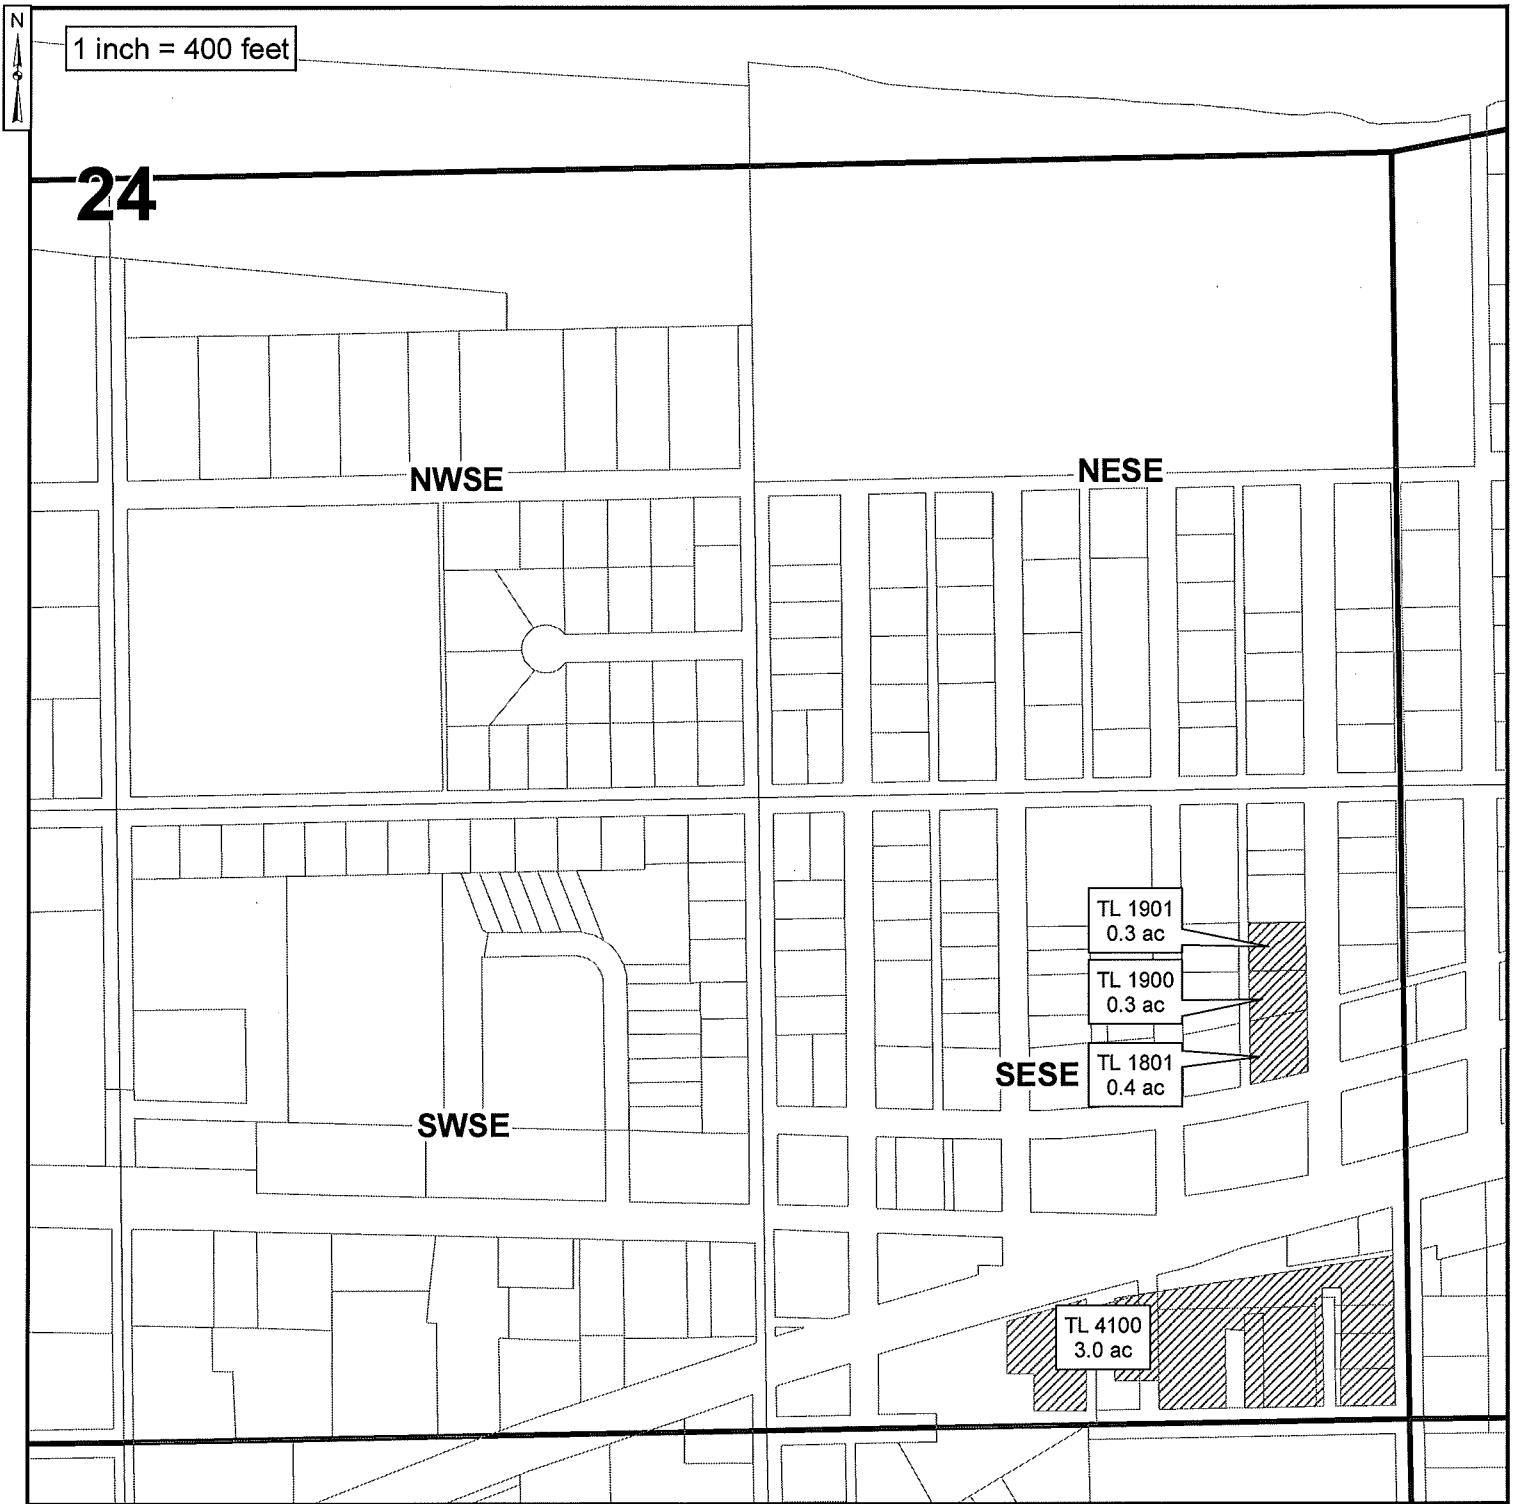 N
1 inch = 400 feet
24
NWSE
NESE
TL 1901
0.3 ac
TL 1900
0.3 ac
TL 1801
0.4 ac
SESE
SWSE
TL 4100
3.0 ac